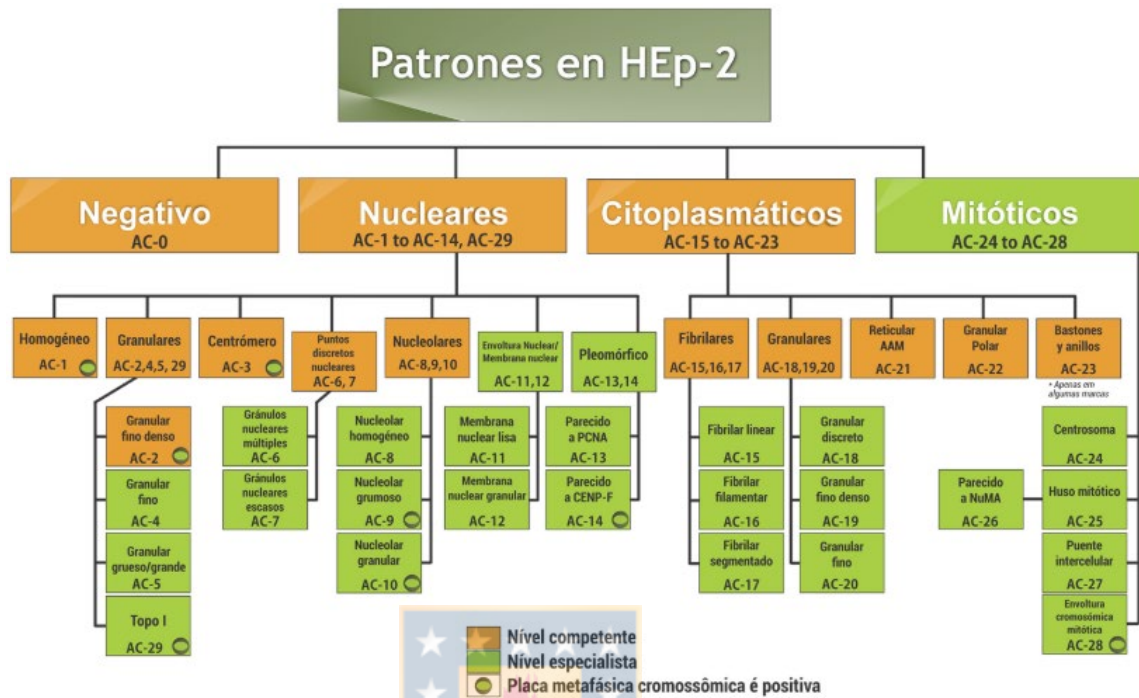 Patrones en HEp-2
Negativo
AC-0
Nucleares
AC-1 to AC-14, AC-29
Citoplasmáticos
AC-15 to AC-23
Mitóticos
AC-24 to AC-28
Homogéneo
AC-1
Granulares
AC-2,4,5, 29
Centrómero
AC-3
Puntos
discretos
nucleares
AC-6, 7
Nucleolares
AC-8,9,10
Envoltura Nuclear/
Membrana nuclear
AC-11,12
Pleomórfico
AC-13,14
Fibrilares
AC-15,16,17
Granulares
AC-18,19,20
Reticular
AAM
AC-21
Granular
Polar
AC-22
Bastones
y anillos
AC-23
* Apenas em
algumas marcas
Granular
fino denso
AC-2
Granular
fino
AC-4
Granular
grueso/grande
AC-5
Topo I
AC-29
Gránulos
nucleares
múltiples
AC-6
Gránulos
nucleares
escasos
AC-7
Nucleolar
homogéneo
AC-8
Nucleolar
grumoso
AC-9
Nucleolar
granular
AC-10
Membrana
nuclear lisa
AC-11
Membrana
nuclear granular
AC-12
Parecido
a PCNA
AC-13
Parecido
a CENP-F
AC-14
Fibrilar linear
AC-15
Fibrilar
filamentar
AC-16
Fibrilar
segmentado
AC-17
Granular
discreto
AC-18
Granular
fino denso
AC-19
Granular
fino
AC-20
Centrosoma
AC-24
Parecido
a NuMA
AC-26
Huso mitótico
AC-25
Puente
intercelular
AC-27
Envoltura
cromosómica
mitótica
AC-28
Nível competente
Nível especialista
Placa metafásica cromossômica é positiva